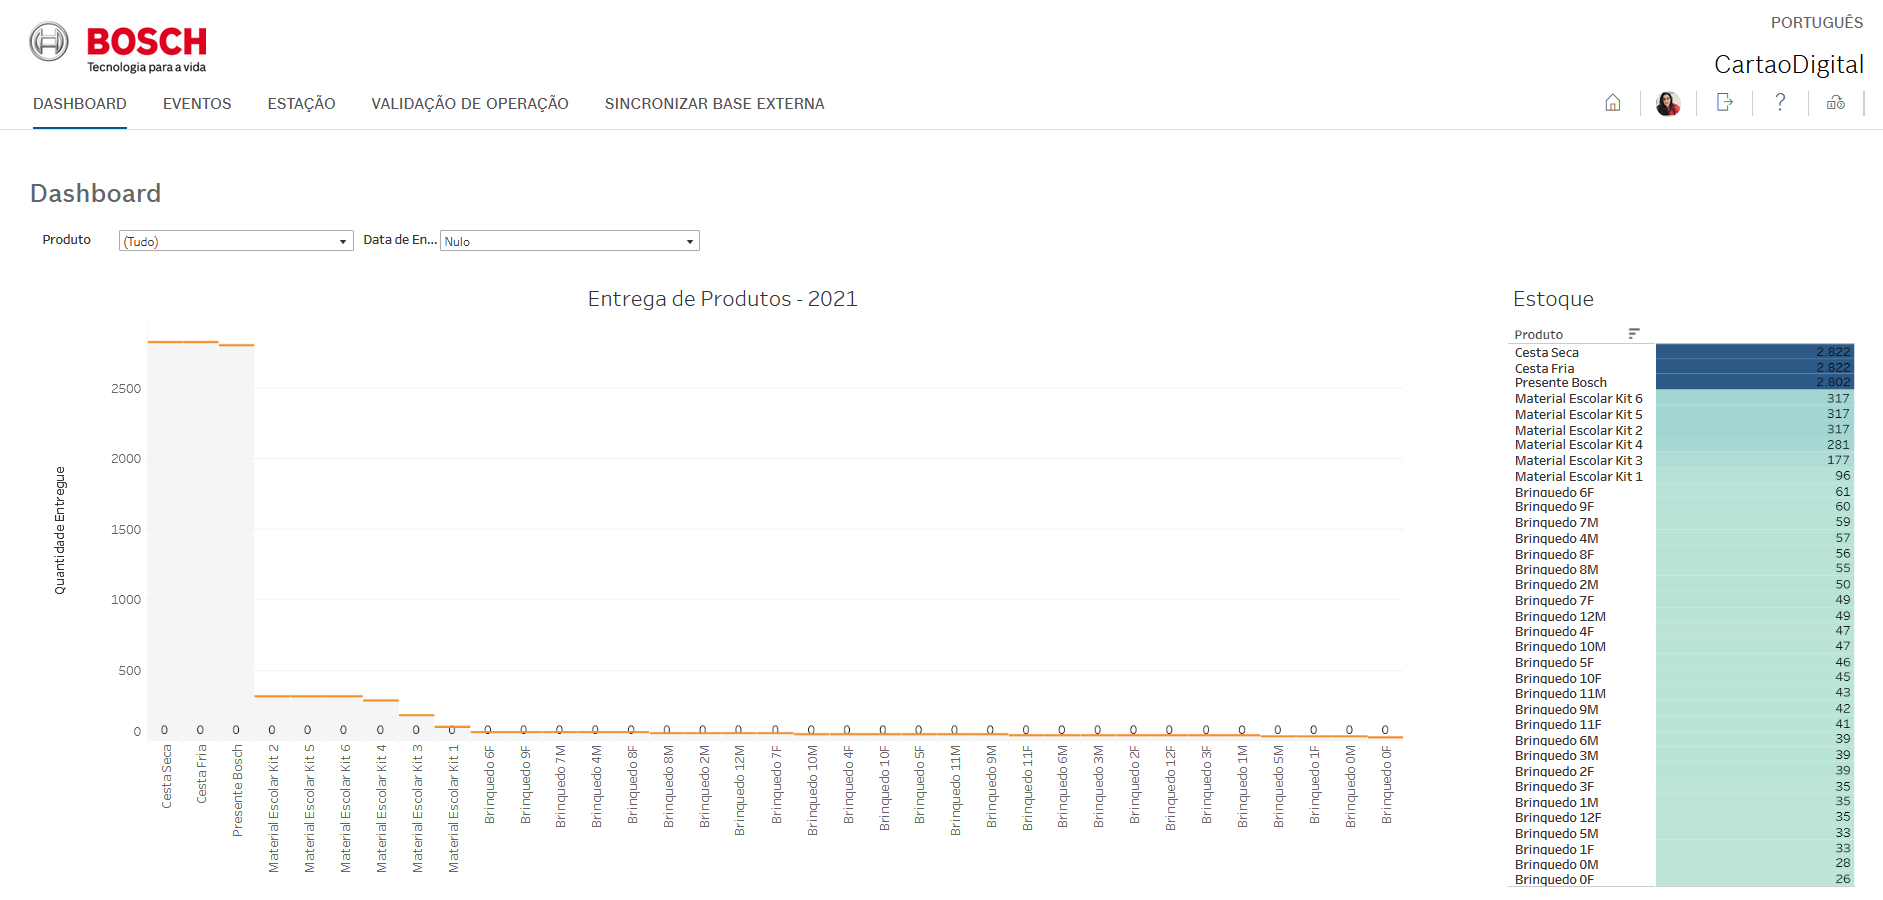 BOSCH
Tecnologia para a vida
PORTUGUÊS
CartaoDigital
DASHBOARD EVENTOS ESTAÇÃO VALIDAÇÃO DE OPERAÇÃO SINCRONIZAR BASE EXTERNA
?
Dashboard
Produto (Tudo) Data de En... Nulo
Entrega de Produtos - 2021
Quantidade Entregue
2500
2000
1500
1000
500
0
0 0 0 0 0 0 0 0 0 0 0 0 0 0 0 0 0 0 0 0 0 0 0 0 0 0 0 0 0 0 0 0 0 0 0
Cesta Seca
Cesta Fria
Presente Bosch
Material Escolar Kit 2
Material Escolar Kit 5
Material Escolar Kit 6
Material Escolar Kit 4
Material Escolar Kit 3
Material Escolar Kit 1
Brinquedo 6F
Brinquedo 9F
Brinquedo 7M
Brinquedo 4M
Brinquedo 8F
Brinquedo 8M
Brinquedo 2M
Brinquedo 12M
Brinquedo 7F
Brinquedo 10M
Brinquedo 4F
Brinquedo 10F
Brinquedo 5F
Brinquedo 11M
Brinquedo 9M
Brinquedo 11F
Brinquedo 6M
Brinquedo 3M
Brinquedo 2F
Brinquedo 12F
Brinquedo 3F
Brinquedo 1M
Brinquedo 5M
Brinquedo 1F
Brinquedo 0M
Brinquedo 0F
Estoque
Produto
Cesta Seca 2.822
Cesta Fria 2.822
Presente Bosch 2.802
Material Escolar Kit 6 317
Material Escolar Kit 5 317
Material Escolar Kit 2 317
Material Escolar Kit 4 281
Material Escolar Kit 3 177
Material Escolar Kit 1 96
Brinquedo 6F 61
Brinquedo 9F 60
Brinquedo 7M 59
Brinquedo 4M 57
Brinquedo 8F 56
Brinquedo 8M 55
Brinquedo 2M 50
Brinquedo 7F 49
Brinquedo 12M 49
Brinquedo 4F 47
Brinquedo 10M 47
Brinquedo 5F 46
Brinquedo 10F 45
Brinquedo 11M 43
Brinquedo 9M 42
Brinquedo 11F 41
Brinquedo 6M 39
Brinquedo 3M 39
Brinquedo 2F 39
Brinquedo 3F 35
Brinquedo 1M 35
Brinquedo 12F 35
Brinquedo 5M 33
Brinquedo 1F 33
Brinquedo 0M 28
Brinquedo 0F 26